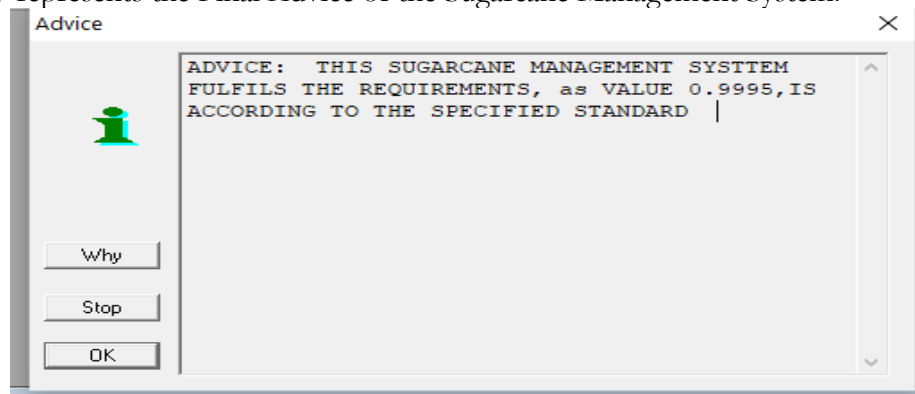 represents the Final Advice of the Sugarcane Management System.
Advice
ADVICE: THIS SUGARCANE MANAGEMENT SYSTTEM
FULFILS THE REQUIREMENTS, as VALUE 0.9995,IS
ACCORDING TO THE SPECIFIED STANDARD
Why
Stop
OK